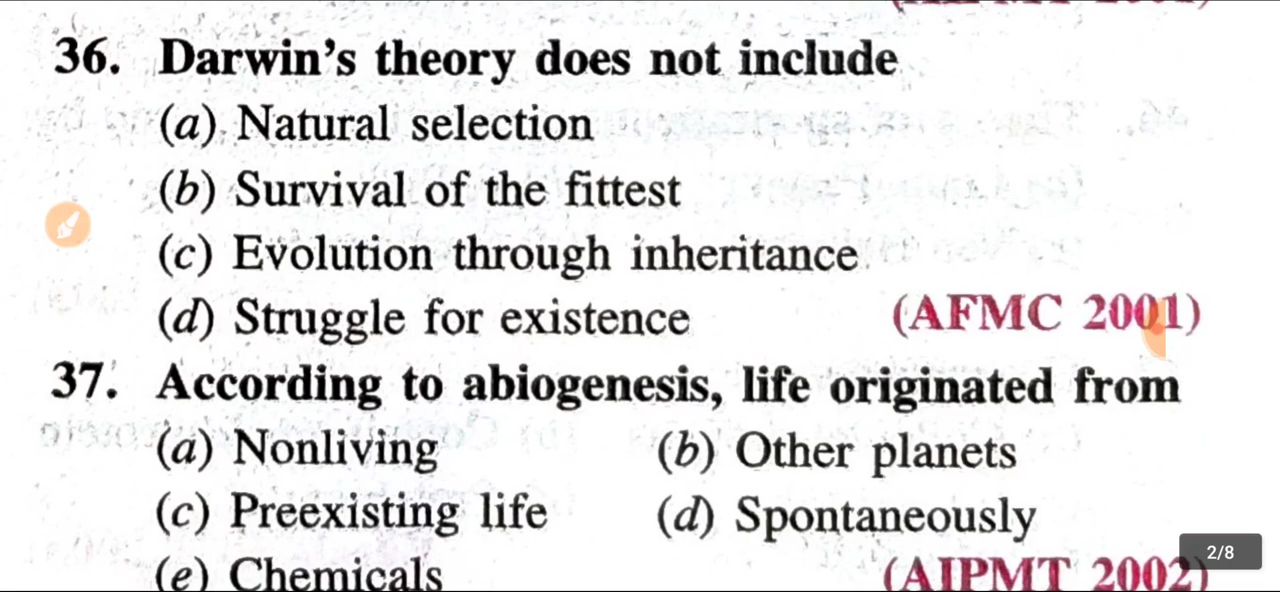 36. Darwin's theory does not include
(a) Natural selection
(b) Survival of the fittest
(c) Evolution through inheritance
(d) Struggle for existence (AFMC 2001)
37. According to abiogenesis, life originated from
(a) Nonliving (b) Other planets
(c) Preexisting life (d) Spontaneously
(e) Chemicals (AIPMT 2002)
2/8